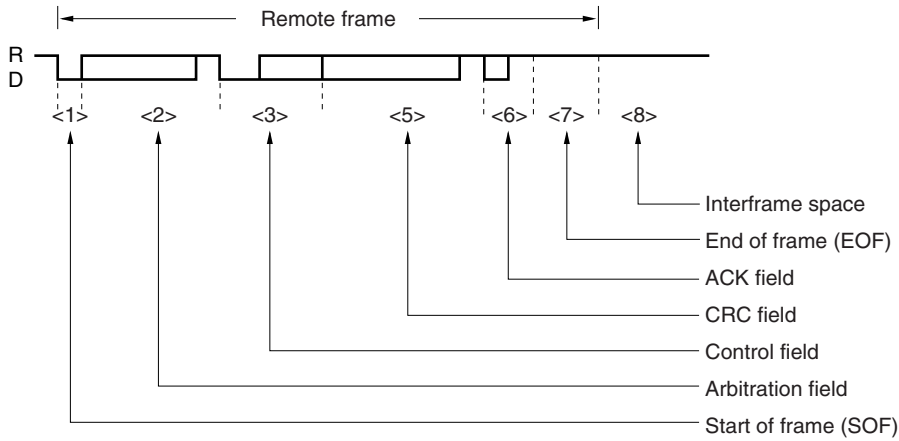 Remote frame
R
D
<1> <2> <3> <5> <6> <7> <8>
Interframe space
End of frame (EOF)
ACK field
CRC field
Control field
Arbitration field
Start of frame (SOF)